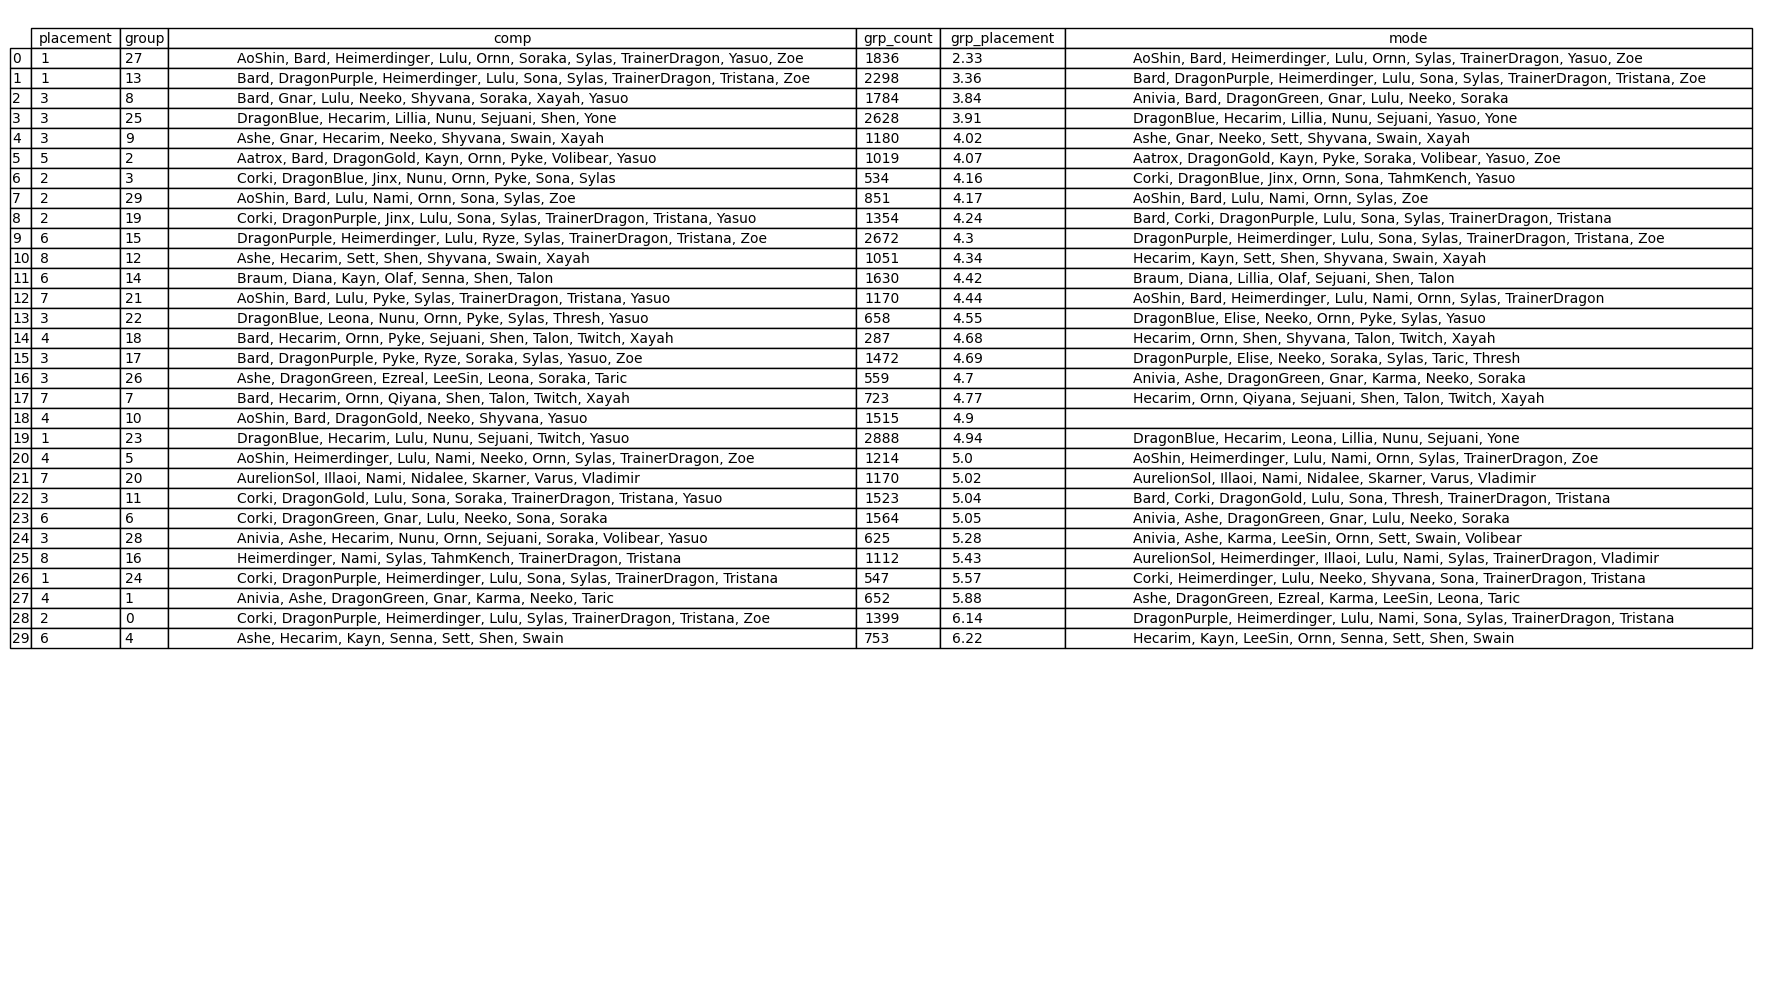 placement group comp grp_count grp_placement mode
0 1 27 AoShin, Bard, Heimerdinger, Lulu, Ornn, Soraka, Sylas, TrainerDragon, Yasuo, Zoe 1836 2.33 AoShin, Bard, Heimerdinger, Lulu, Ornn, Sylas, TrainerDragon, Yasuo, Zoe
1 1 13 Bard, DragonPurple, Heimerdinger, Lulu, Sona, Sylas, TrainerDragon, Tristana, Zoe 2298 3.36 Bard, DragonPurple, Heimerdinger, Lulu, Sona, Sylas, TrainerDragon, Tristana, Zoe
2 3 8 Bard, Gnar, Lulu, Neeko, Shyvana, Soraka, Xayah, Yasuo 1784 3.84 Anivia, Bard, DragonGreen, Gnar, Lulu, Neeko, Soraka
3 3 25 DragonBlue, Hecarim, Lillia, Nunu, Sejuani, Shen, Yone 2628 3.91 DragonBlue, Hecarim, Lillia, Nunu, Sejuani, Yasuo, Yone
4 3 9 Ashe, Gnar, Hecarim, Neeko, Shyvana, Swain, Xayah 1180 4.02 Ashe, Gnar, Neeko, Sett, Shyvana, Swain, Xayah
5 5 2 Aatrox, Bard, DragonGold, Kayn, Ornn, Pyke, Volibear, Yasuo 1019 4.07 Aatrox, DragonGold, Kayn, Pyke, Soraka, Volibear, Yasuo, Zoe
6 2 3 Corki, DragonBlue, Jinx, Nunu, Ornn, Pyke, Sona, Sylas 534 4.16 Corki, DragonBlue, Jinx, Ornn, Sona, TahmKench, Yasuo
7 2 29 AoShin, Bard, Lulu, Nami, Ornn, Sona, Sylas, Zoe 851 4.17 AoShin, Bard, Lulu, Nami, Ornn, Sylas, Zoe
8 2 19 Corki, DragonPurple, Jinx, Lulu, Sona, Sylas, TrainerDragon, Tristana, Yasuo 1354 4.24 Bard, Corki, DragonPurple, Lulu, Sona, Sylas, TrainerDragon, Tristana
9 6 15 DragonPurple, Heimerdinger, Lulu, Ryze, Sylas, TrainerDragon, Tristana, Zoe 2672 4.3 DragonPurple, Heimerdinger, Lulu, Sona, Sylas, TrainerDragon, Tristana, Zoe
10 8 12 Ashe, Hecarim, Sett, Shen, Shyvana, Swain, Xayah 1051 4.34 Hecarim, Kayn, Sett, Shen, Shyvana, Swain, Xayah
11 6 14 Braum, Diana, Kayn, Olaf, Senna, Shen, Talon 1630 4.42 Braum, Diana, Lillia, Olaf, Sejuani, Shen, Talon
12 7 21 AoShin, Bard, Lulu, Pyke, Sylas, TrainerDragon, Tristana, Yasuo 1170 4.44 AoShin, Bard, Heimerdinger, Lulu, Nami, Ornn, Sylas, TrainerDragon
13 3 22 DragonBlue, Leona, Nunu, Ornn, Pyke, Sylas, Thresh, Yasuo 658 4.55 DragonBlue, Elise, Neeko, Ornn, Pyke, Sylas, Yasuo
14 4 18 Bard, Hecarim, Ornn, Pyke, Sejuani, Shen, Talon, Twitch, Xayah 287 4.68 Hecarim, Ornn, Shen, Shyvana, Talon, Twitch, Xayah
15 3 17 Bard, DragonPurple, Pyke, Ryze, Soraka, Sylas, Yasuo, Zoe 1472 4.69 DragonPurple, Elise, Neeko, Soraka, Sylas, Taric, Thresh
16 3 26 Ashe, DragonGreen, Ezreal, LeeSin, Leona, Soraka, Taric 559 4.7 Anivia, Ashe, DragonGreen, Gnar, Karma, Neeko, Soraka
17 7 7 Bard, Hecarim, Ornn, Qiyana, Shen, Talon, Twitch, Xayah 723 4.77 Hecarim, Ornn, Qiyana, Sejuani, Shen, Talon, Twitch, Xayah
18 4 10 AoShin, Bard, DragonGold, Neeko, Shyvana, Yasuo 1515 4.9
19 1 23 DragonBlue, Hecarim, Lulu, Nunu, Sejuani, Twitch, Yasuo 2888 4.94 DragonBlue, Hecarim, Leona, Lillia, Nunu, Sejuani, Yone
20 4 5 AoShin, Heimerdinger, Lulu, Nami, Neeko, Ornn, Sylas, TrainerDragon, Zoe 1214 5.0 AoShin, Heimerdinger, Lulu, Nami, Ornn, Sylas, TrainerDragon, Zoe
21 7 20 AurelionSol, Illaoi, Nami, Nidalee, Skarner, Varus, Vladimir 1170 5.02 AurelionSol, Illaoi, Nami, Nidalee, Skarner, Varus, Vladimir
22 3 11 Corki, DragonGold, Lulu, Sona, Soraka, TrainerDragon, Tristana, Yasuo 1523 5.04 Bard, Corki, DragonGold, Lulu, Sona, Thresh, TrainerDragon, Tristana
23 6 6 Corki, DragonGreen, Gnar, Lulu, Neeko, Sona, Soraka 1564 5.05 Anivia, Ashe, DragonGreen, Gnar, Lulu, Neeko, Soraka
24 3 28 Anivia, Ashe, Hecarim, Nunu, Ornn, Sejuani, Soraka, Volibear, Yasuo 625 5.28 Anivia, Ashe, Karma, LeeSin, Ornn, Sett, Swain, Volibear
25 8 16 Heimerdinger, Nami, Sylas, TahmKench, TrainerDragon, Tristana 1112 5.43 AurelionSol, Heimerdinger, Illaoi, Lulu, Nami, Sylas, TrainerDragon, Vladimir
26 1 24 Corki, DragonPurple, Heimerdinger, Lulu, Sona, Sylas, TrainerDragon, Tristana 547 5.57 Corki, Heimerdinger, Lulu, Neeko, Shyvana, Sona, TrainerDragon, Tristana
27 4 1 Anivia, Ashe, DragonGreen, Gnar, Karma, Neeko, Taric 652 5.88 Ashe, DragonGreen, Ezreal, Karma, LeeSin, Leona, Taric
28 2 0 Corki, DragonPurple, Heimerdinger, Lulu, Sylas, TrainerDragon, Tristana, Zoe 1399 6.14 DragonPurple, Heimerdinger, Lulu, Nami, Sona, Sylas, TrainerDragon, Tristana
29 6 4 Ashe, Hecarim, Kayn, Senna, Sett, Shen, Swain 753 6.22 Hecarim, Kayn, LeeSin, Ornn, Senna, Sett, Shen, Swain